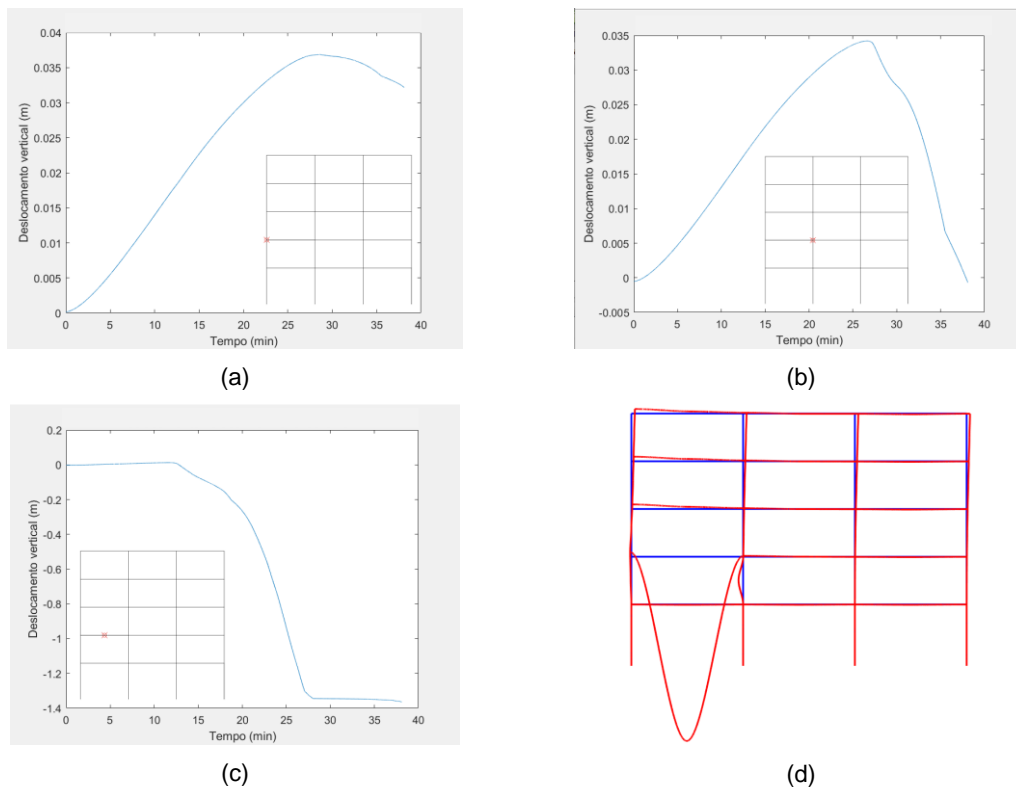 0.04
0.035
0.03
0.025
0.02
0.015
0.01
0.005
0
Deslocamento vertical (m)
0 5 10 15 20 25 30 35 40
Tempo (min)
(a)
0.035
0.03
0.025
0.02
0.015
0.01
0.005
0
-0.005
Deslocamento vertical (m)
0 5 10 15 20 25 30 35 40
Tempo (min)
(b)
0.2
0
-0.2
-0.4
-0.6
-0.8
-1
-1.2
-1.4
Deslocamento vertical (m)
0 5 10 15 20 25 30 35 40
Tempo (min)
(c)
(d)